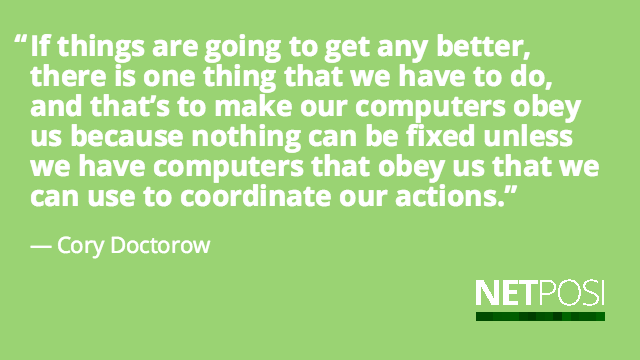 “If things are going to get any better,
there is one thing that we have to do,
and that’s to make our computers obey
us because nothing can be fixed unless
we have computers that obey us that we
can use to coordinate our actions.”
— Cory Doctorow
NETPOSI